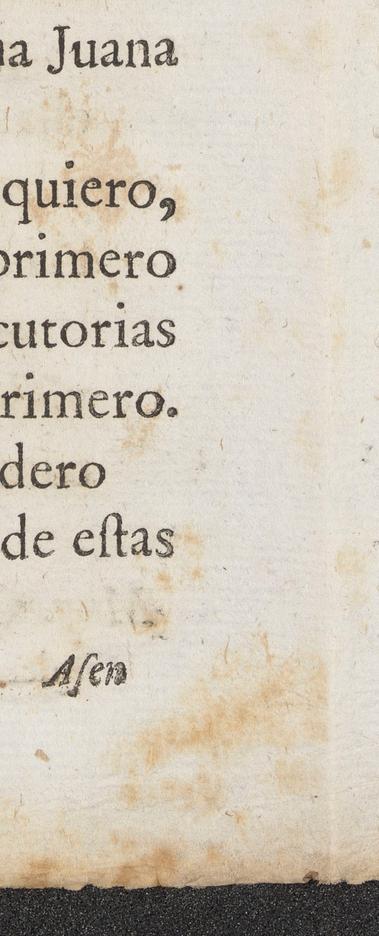 na Juana
quiero,
primero
cutorias
rimero.
dero
de eſtas
Aſen